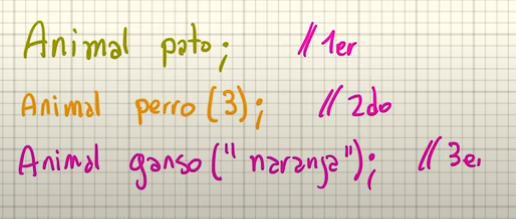 Animal pato; // 1er
Animal perro (3); // 2do
Animal ganso (" naranja"); // 3er